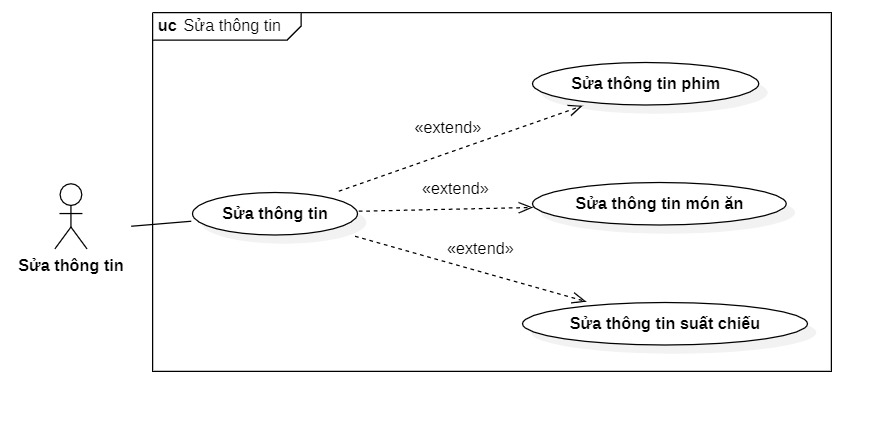 uc Sửa thông tin
Sửa thông tin phim
«extend»
«extend»
Sửa thông tin
Sửa thông tin món ăn
«extend»
Sửa thông tin
Sửa thông tin suất chiếu